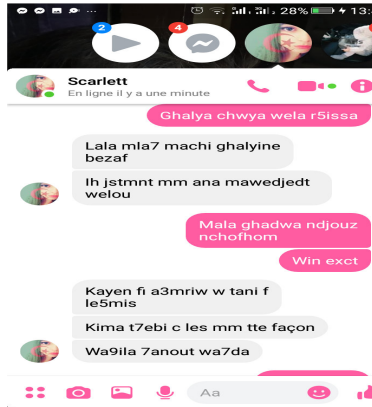 28% 13:
2 4
Scarlett
En ligne il y a une minute
Ghalya chwya wela r5issa
Lala mla7 machi ghalyine
bezaf
Ih jstmnt mm ana mawedjedt
welou
Mala ghadwa ndjouz
nchofhom
Win exct
Kayen fi a3mriw w tani f
le5mis
Kima t7ebi c les mm tte façon
Wa9ila 7anout wa7da
Aa